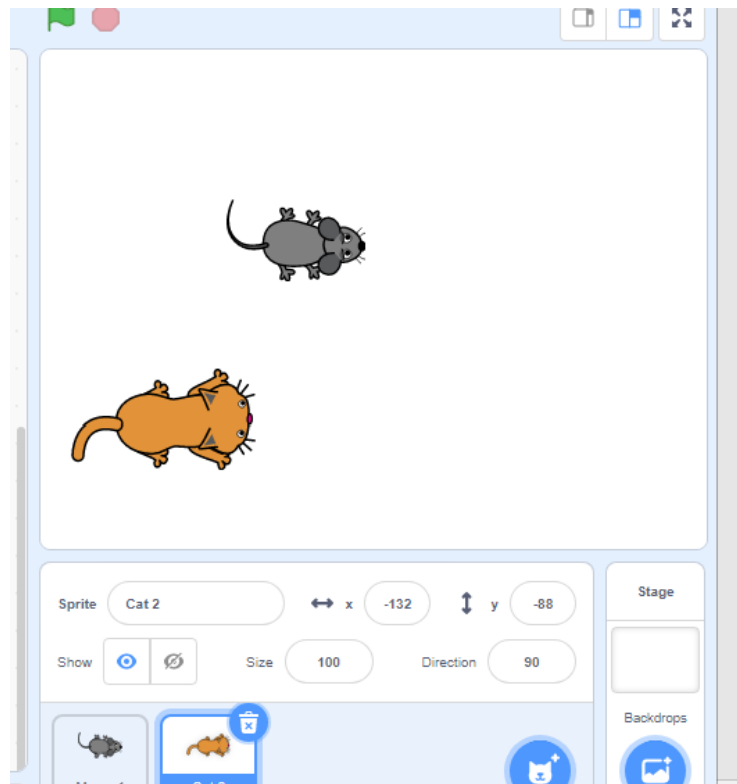 Sprite Cat 2 x -132 y -88
Show Size 100 Direction 90
Stage
Backdrops